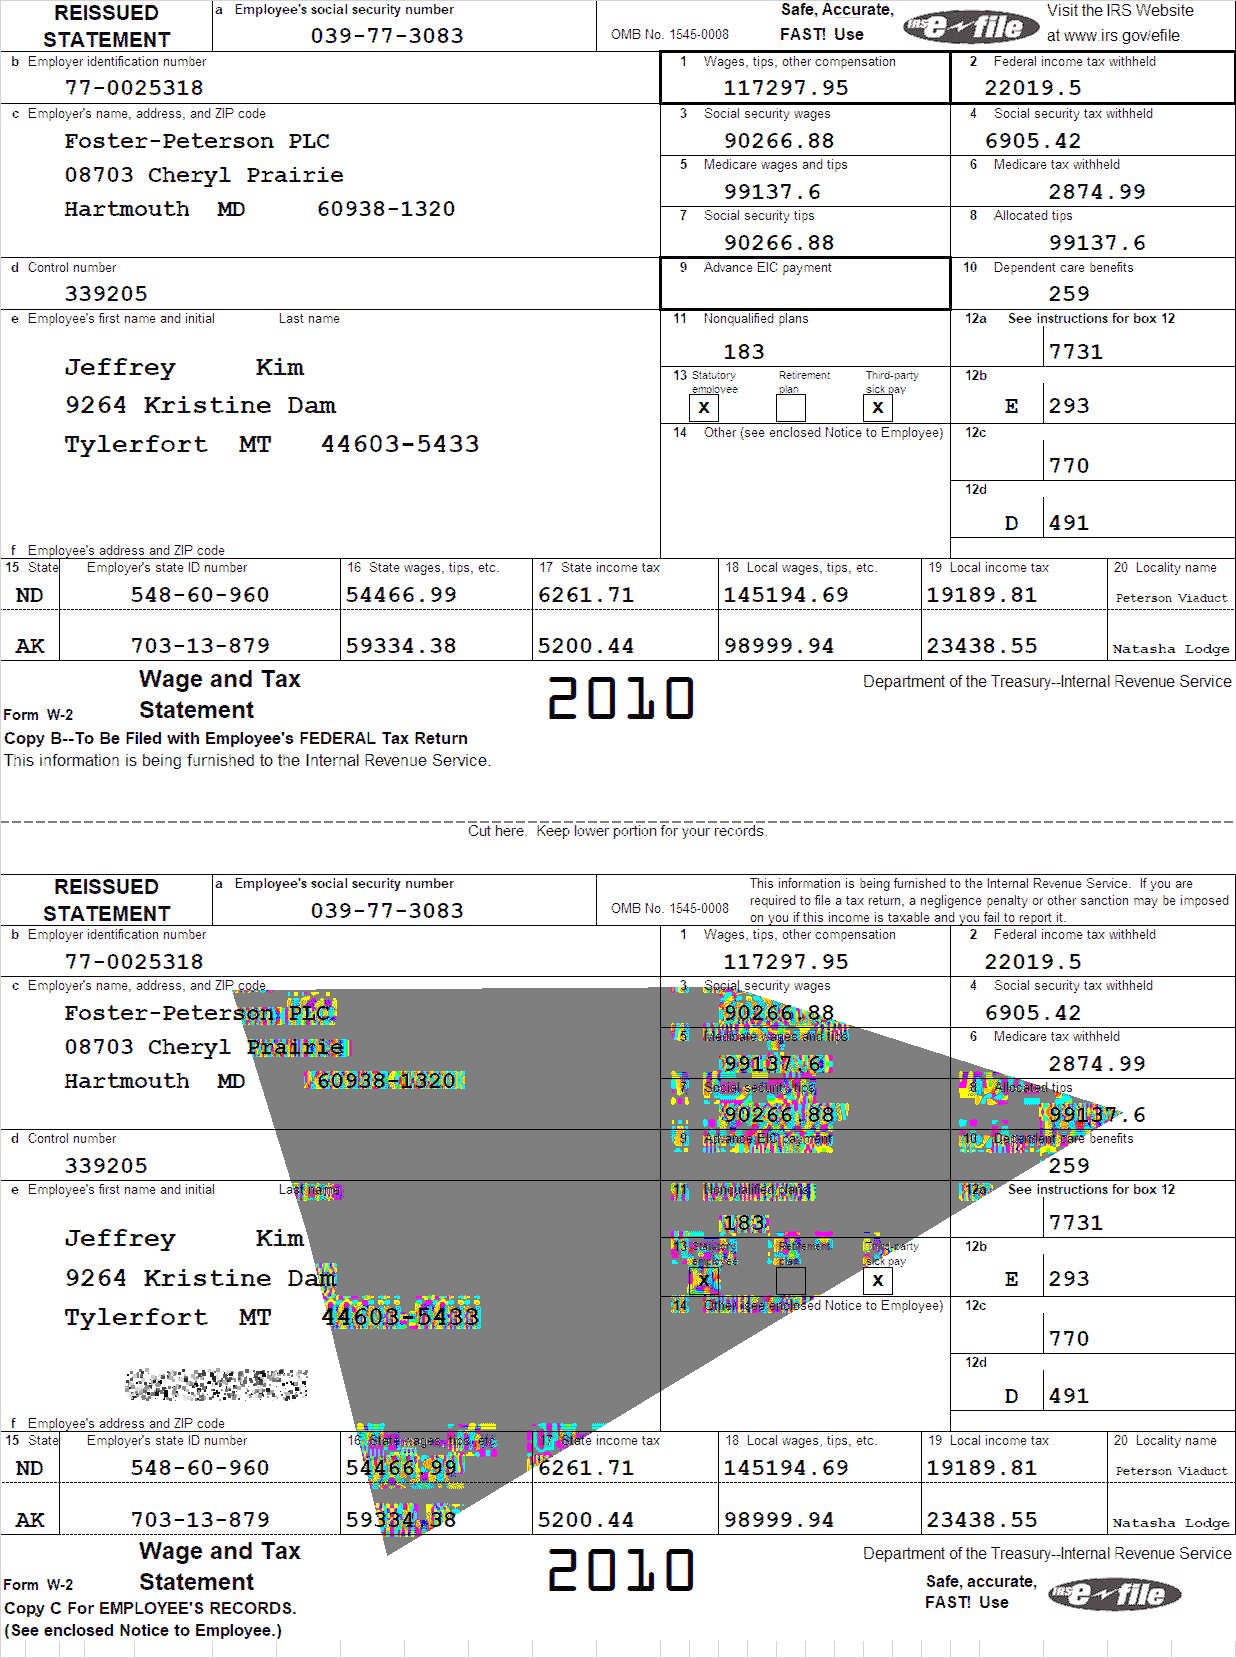 REISSUED STATEMENT
a Employee's social security number
039-77-3083
OMB No. 1545-0008
Safe, Accurate, FAST! Use
IRS e file
Visit the IRS Website at www.irs.gov/efile
b Employer identification number
77-0025318
1 Wages, tips, other compensation
117297.95
2 Federal income tax withheld
22019.5
c Employer's name, address, and ZIP code
Foster-Peterson PLC
08703 Cheryl Prairie
Hartmouth MD 60938-1320
3 Social security wages
90266.88
4 Social security tax withheld
6905.42
5 Medicare wages and tips
99137.6
6 Medicare tax withheld
2874.99
7 Social security tips
90266.88
8 Allocated tips
99137.6
d Control number
339205
9 Advance EIC payment
10 Dependent care benefits
259
e Employee's first name and initial Last name
Jeffrey Kim
9264 Kristine Dam
Tylerfort MT 44603-5433
11 Nonqualified plans
183
12a See instructions for box 12
7731
13 Statutory employee Retirement plan Third-party sick pay
X X
12b
E 293
14 Other (see enclosed Notice to Employee)
12c
770
12d
D 491
f Employee's address and ZIP code
15 State Employer's state ID number 16 State wages, tips, etc. 17 State income tax 18 Local wages, tips, etc. 19 Local income tax 20 Locality name
ND 548-60-960 54466.99 6261.71 145194.69 19189.81 Peterson Viaduct
AK 703-13-879 59334.38 5200.44 98999.94 23438.55 Natasha Lodge
Form W-2 Wage and Tax Statement
2010
Department of the Treasury--Internal Revenue Service
Copy B--To Be Filed with Employee's FEDERAL Tax Return
This information is being furnished to the Internal Revenue Service.
Cut here. Keep lower portion for your records.
REISSUED STATEMENT
a Employee's social security number
039-77-3083
OMB No. 1545-0008
This information is being furnished to the Internal Revenue Service. If you are
required to file a tax return, a negligence penalty or other sanction may be imposed
on you if this income is taxable and you fail to report it.
b Employer identification number
77-0025318
1 Wages, tips, other compensation
117297.95
2 Federal income tax withheld
22019.5
c Employer's name, address, and ZIP code
Foster-Peterson PLC
08703 Cheryl Prairie
Hartmouth MD 60938-1320
3 Social security wages
90266.88
4 Social security tax withheld
6905.42
5 Medicare wages and tips
99137.6
6 Medicare tax withheld
2874.99
7 Social security tips
90266.88
8 Allocated tips
99137.6
d Control number
339205
9 Advance EIC payment
10 Dependent care benefits
259
e Employee's first name and initial Last name
Jeffrey Kim
9264 Kristine Dam
Tylerfort MT 44603-5433
11 Nonqualified plans
183
12a See instructions for box 12
7731
13 Statutory employee Retirement plan Third-party sick pay
X X
12b
E 293
14 Other (see enclosed Notice to Employee)
12c
770
12d
D 491
f Employee's address and ZIP code
15 State Employer's state ID number 16 State wages, tips, etc. 17 State income tax 18 Local wages, tips, etc. 19 Local income tax 20 Locality name
ND 548-60-960 54466.99 6261.71 145194.69 19189.81 Peterson Viaduct
AK 703-13-879 59334.38 5200.44 98999.94 23438.55 Natasha Lodge
Form W-2 Wage and Tax Statement
2010
Department of the Treasury--Internal Revenue Service
Copy C For EMPLOYEE'S RECORDS.
(See enclosed Notice to Employee.)
Safe, accurate, FAST! Use
IRS e file